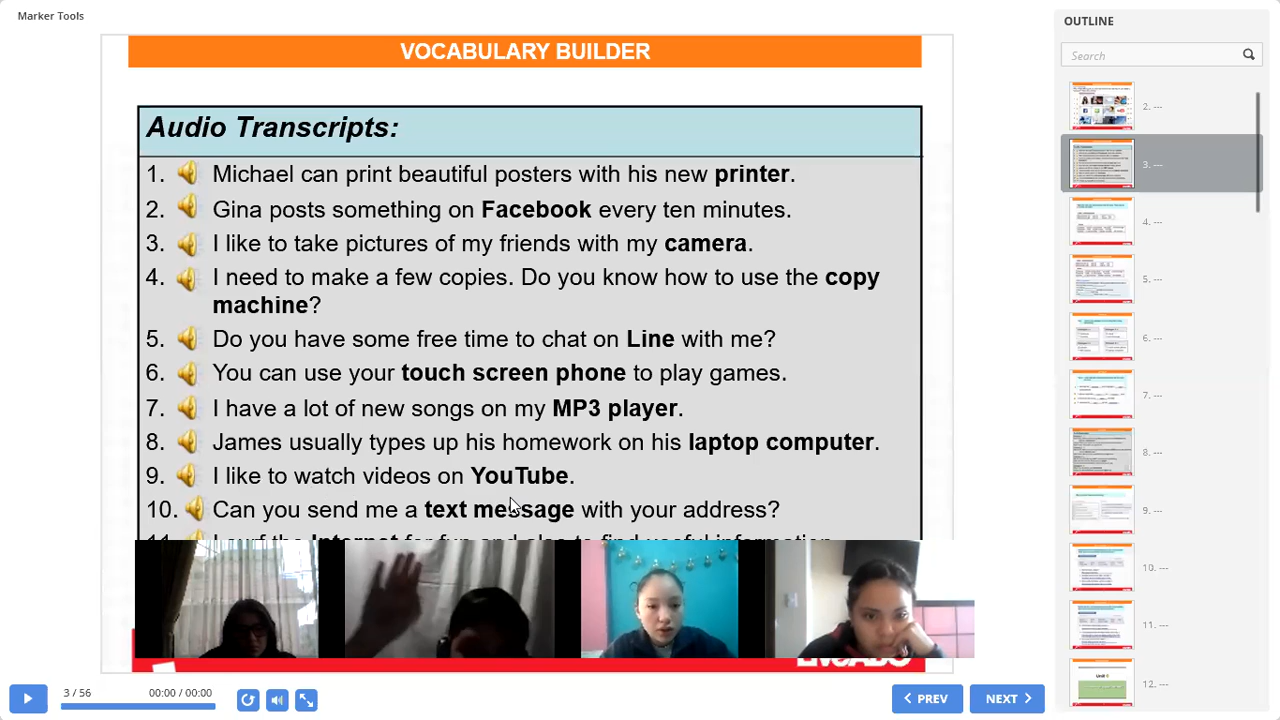 Marker Tools
VOCABULARY BUILDER
Audio Transcripts:
1. Michael can print beautiful posters with his new printer.
2. Gina posts something on Facebook every ten minutes.
3. I like to take pictures of my friends with my camera.
4. I need to make copies. Do you know how to use the copy
machine?
5. Do you have some free time to chat on Line with me?
6. You can use your touch screen phone to play games.
7. I have a lot of songs on my MP3 player.
8. James usually up his homework on his laptop computer.
9. I like to watch on YouTube.
10. Can you send me a text message with your address?
3 / 56
00:00 / 00:00
PREV
NEXT
OUTLINE
Search
2. ---
3. ---
4. ---
5. ---
6. ---
7. ---
8. ---
9. ---
10. ---
11. ---
12. ---